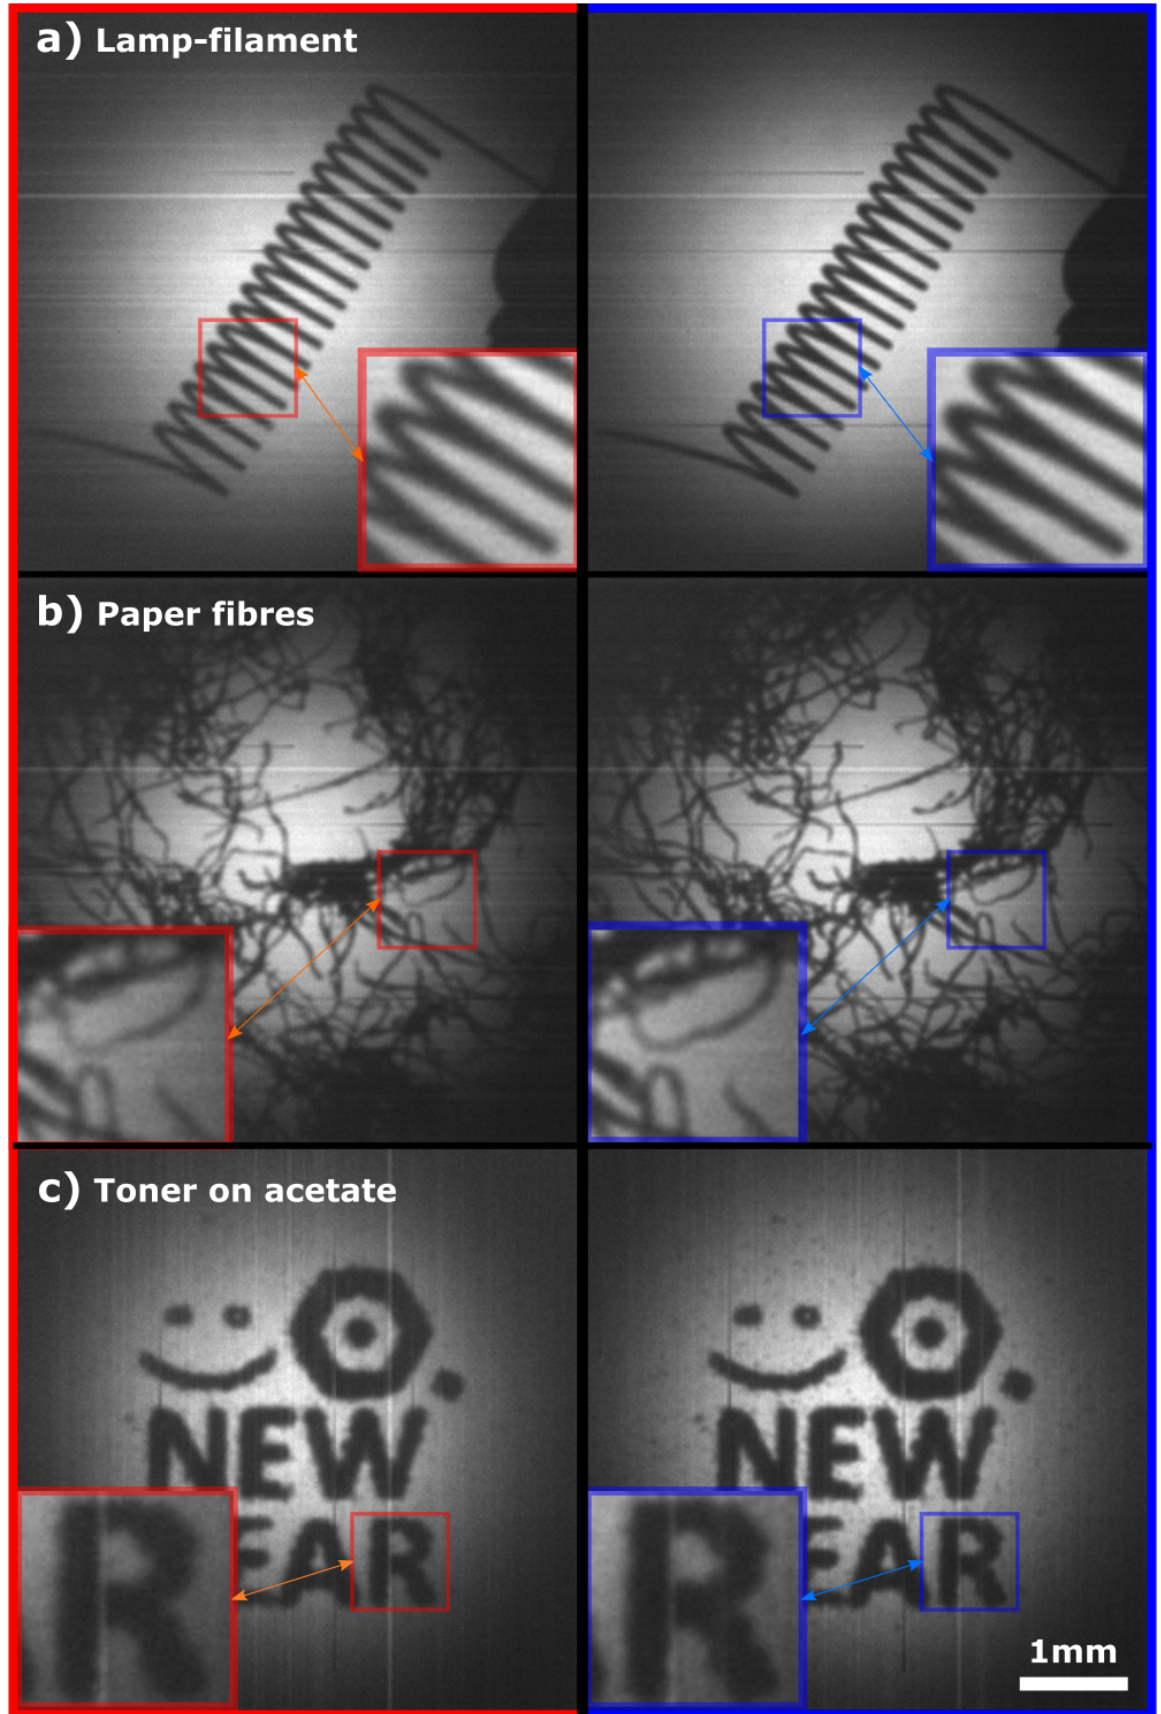 a) Lamp-filament
b) Paper fibres
c) Toner on acetate
NEW
NEW
EAR
EAR
R
R
1mm